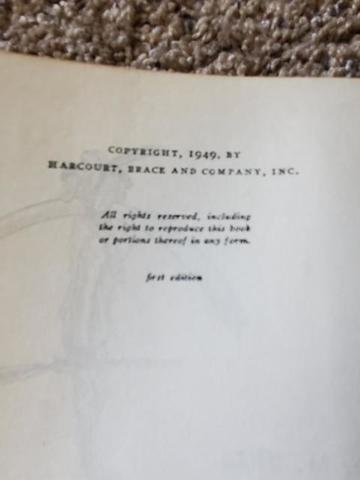 COPYRIGHT, 1949, BY
HARCOURT, BRACE AND COMPANY, INC.
All rights reserved, including
the right to reproduce this book
or portions thereof in any form.
first edition